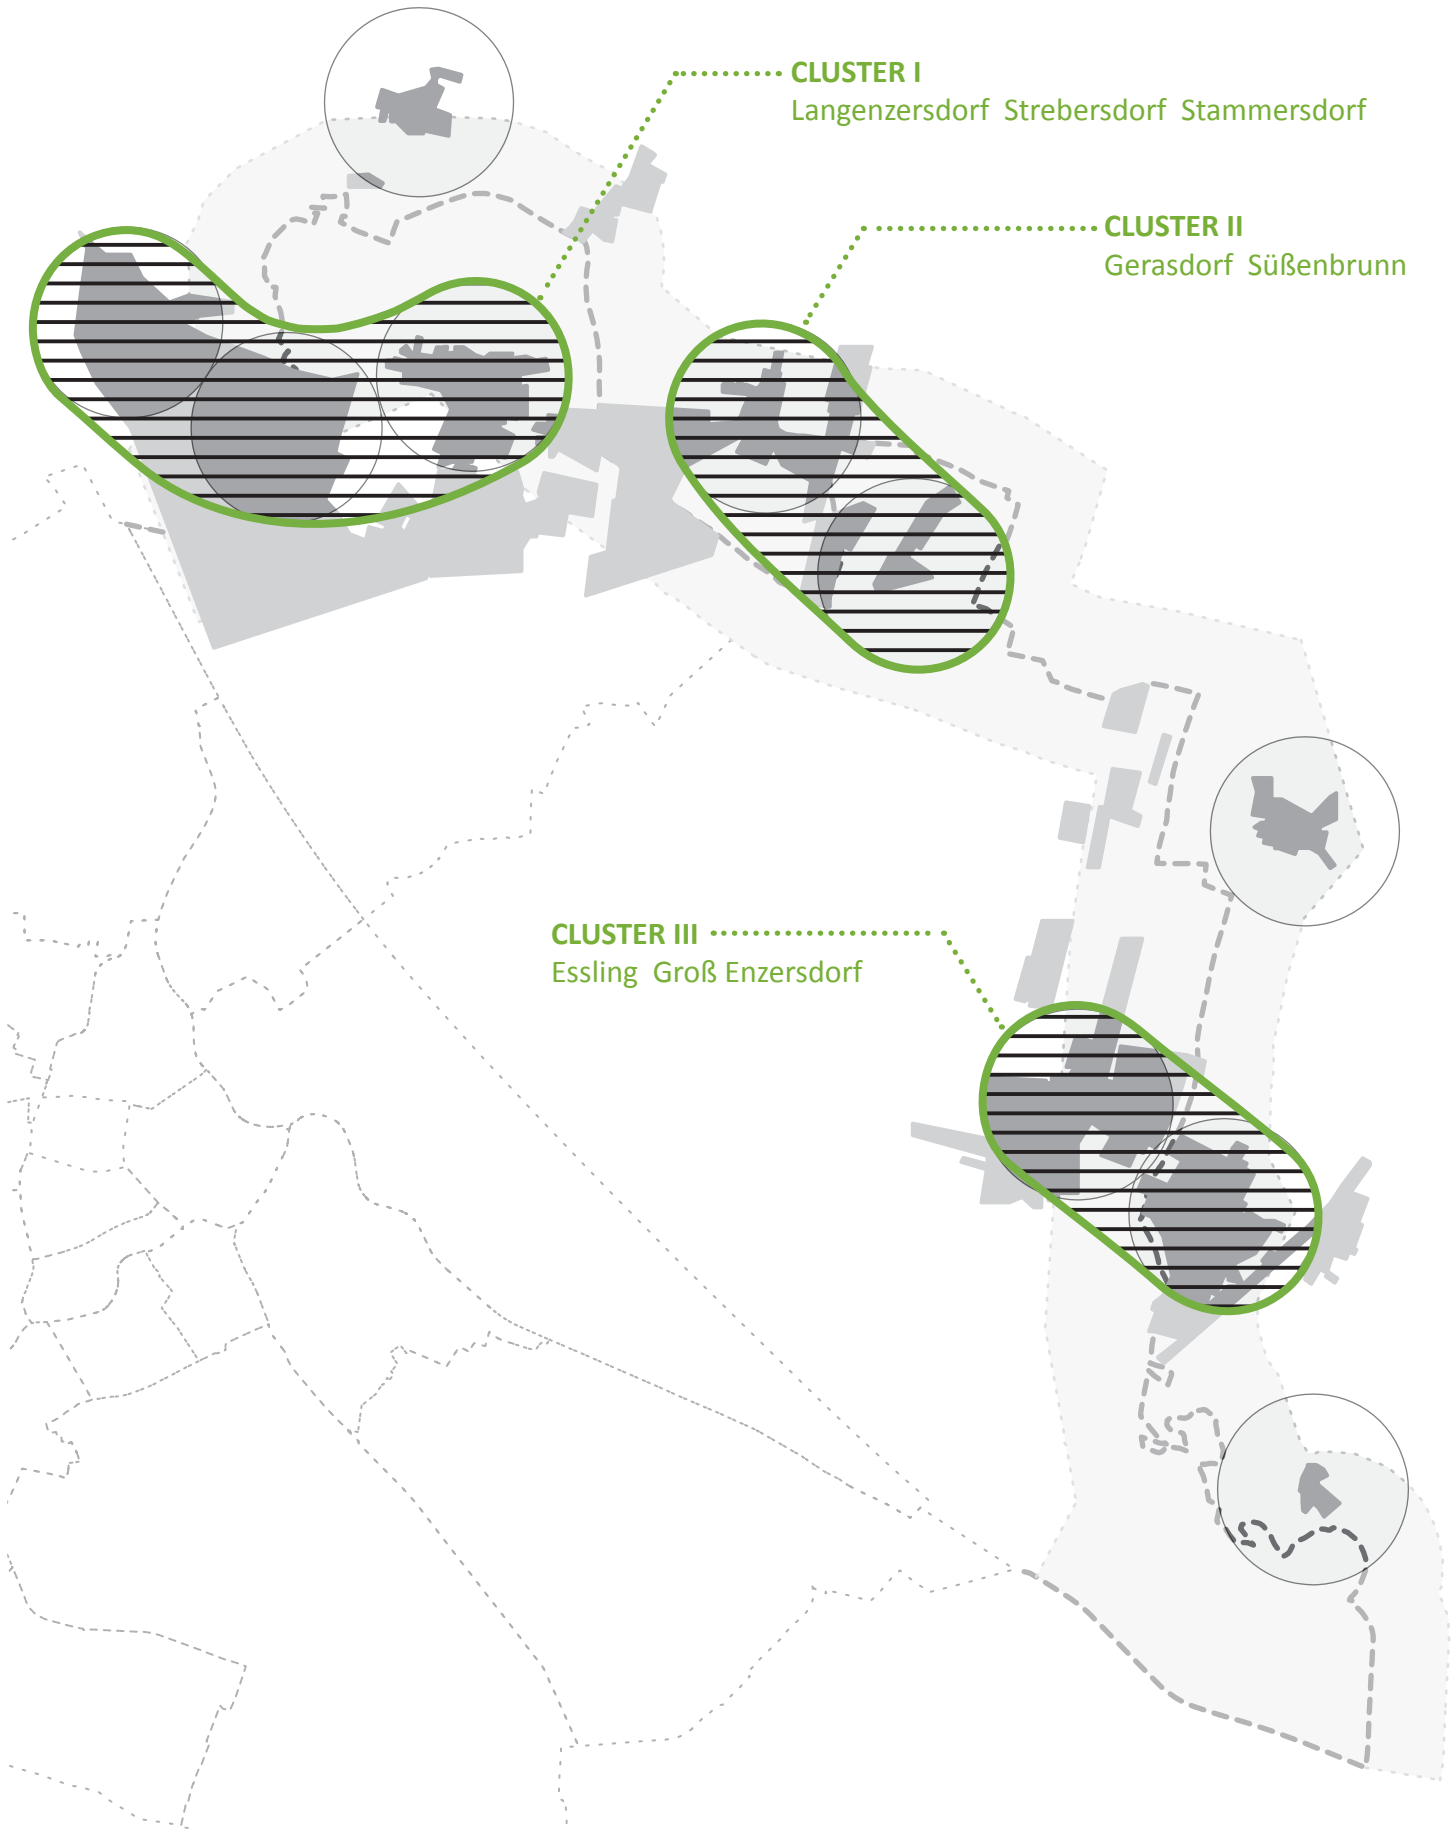 CLUSTER I
Langenzersdorf Strebersdorf Stammersdorf
CLUSTER II
Gerasdorf Süßenbrunn
CLUSTER III
Essling Groß Enzersdorf